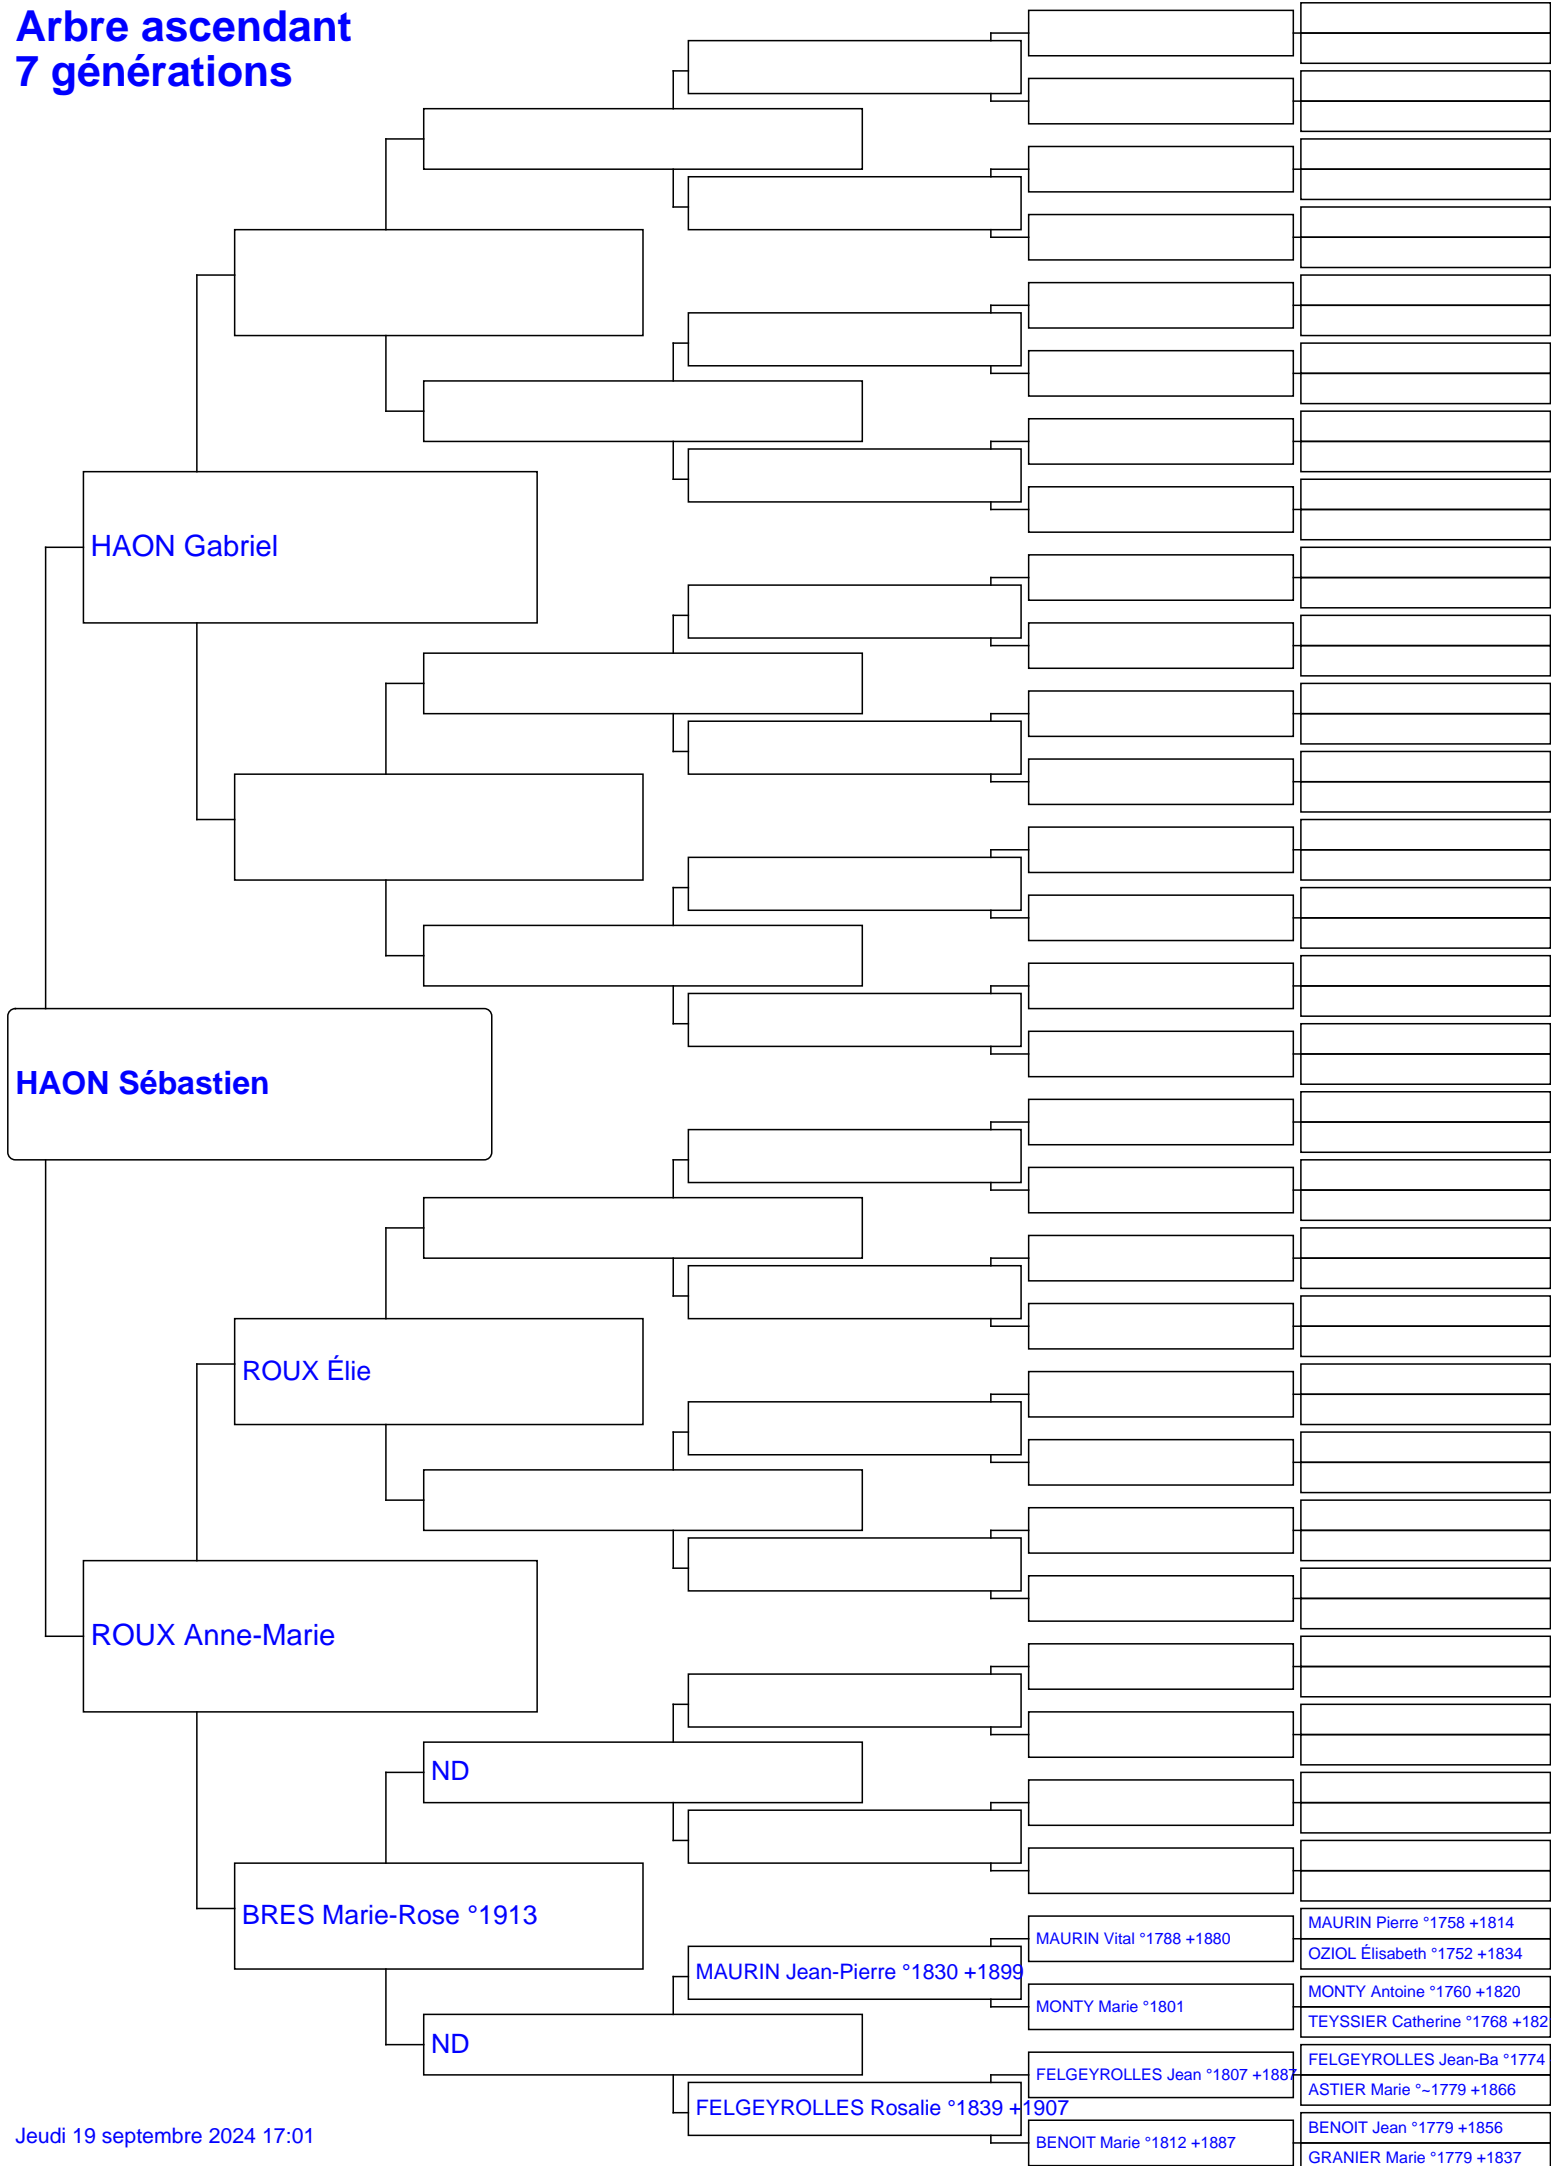 Arbre ascendant
7 générations
HAON Gabriel
HAON Sébastien
ROUX Élie
ROUX Anne-Marie
ND
BRES Marie-Rose °1913
ND
MAURIN Jean-Pierre °1830 +1899
FELGEYROLLES Rosalie °1839 +1907
MAURIN Vital °1788 +1880
MONTY Marie °1801
FELGEYROLLES Jean °1807 +1887
BENOIT Marie °1812 +1887
MAURIN Pierre °1758 +1814
OZIOL Élisabeth °1752 +1834
MONTY Antoine °1760 +1820
TEYSSIER Catherine °1768 +182
FELGEYROLLES Jean-Ba °1774
ASTIER Marie °~1779 +1866
BENOIT Jean °1779 +1856
GRANIER Marie °1779 +1837
Jeudi 19 septembre 2024 17:01